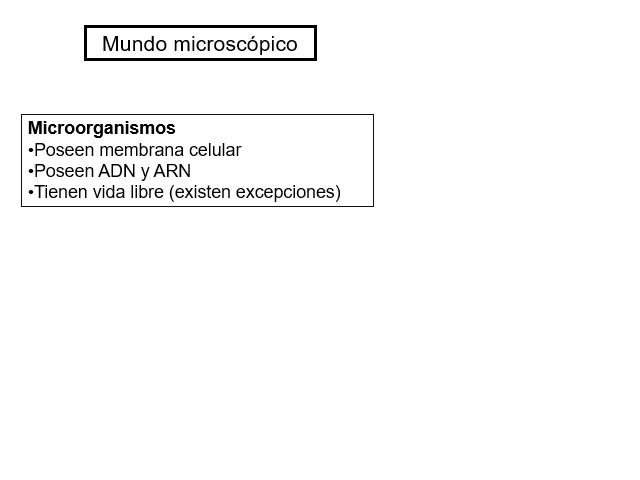 Mundo microscópico
Microorganismos
•Poseen membrana celular
•Poseen ADN y ARN
•Tienen vida libre (existen excepciones)